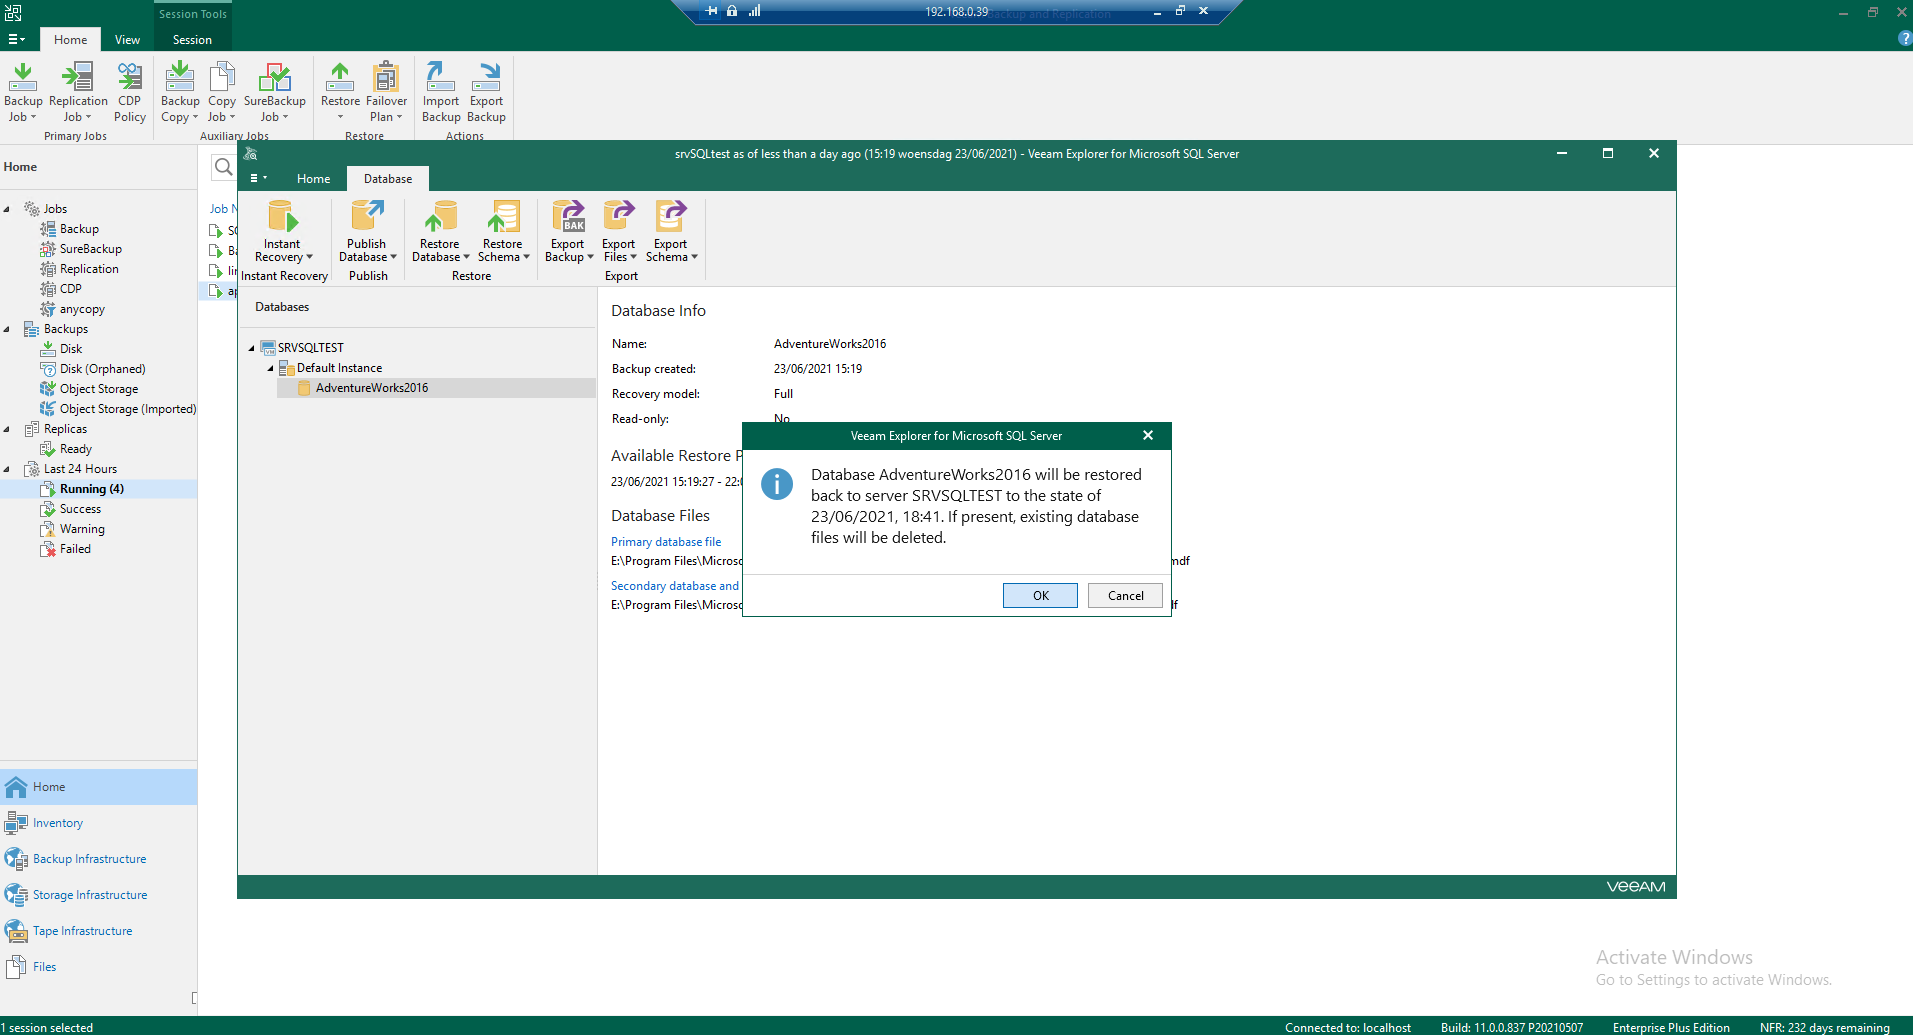 Session Tools
192.168.0.39
Backup and Replication
Home
View
Session
Backup Job
Replication Job
CDP Policy
Backup Copy
Copy Job
SureBackup Job
Restore
Failover Plan
Import Backup
Export Backup
Primary Jobs
Auxiliary Jobs
Restore
Actions
Home
Jobs
Backup
SureBackup
Replication
CDP
anycopy
Backups
Disk
Disk (Orphaned)
Object Storage
Object Storage (Imported)
Replicas
Ready
Last 24 Hours
Running (4)
Success
Warning
Failed
Home
Inventory
Backup Infrastructure
Storage Infrastructure
Tape Infrastructure
Files
Job N
srvSQLtest as of less than a day ago (15:19 woensdag 23/06/2021) - Veeam Explorer for Microsoft SQL Server
Home
Database
Instant Recovery
Publish Database
Restore Database
Restore Schema
Export Backup
BAK
Export Files
Export Schema
Instant Recovery
Publish
Restore
Export
Databases
SRVSQLTEST
Default Instance
AdventureWorks2016
Database Info
Name: AdventureWorks2016
Backup created: 23/06/2021 15:19
Recovery model: Full
Read-only: No
Available Restore P
23/06/2021 15:19:27 - 22:
Database Files
Primary database file
E:\Program Files\Microso
mdf
Secondary database and
E:\Program Files\Microso
df
Veeam Explorer for Microsoft SQL Server
Database AdventureWorks2016 will be restored
back to server SRVSQLTEST to the state of
23/06/2021, 18:41. If present, existing database
files will be deleted.
OK
Cancel
VEEAM
Activate Windows
Go to Settings to activate Windows.
1 session selected
Connected to: localhost
Build: 11.0.0.837 P20210507
Enterprise Plus Edition
NFR: 232 days remaining